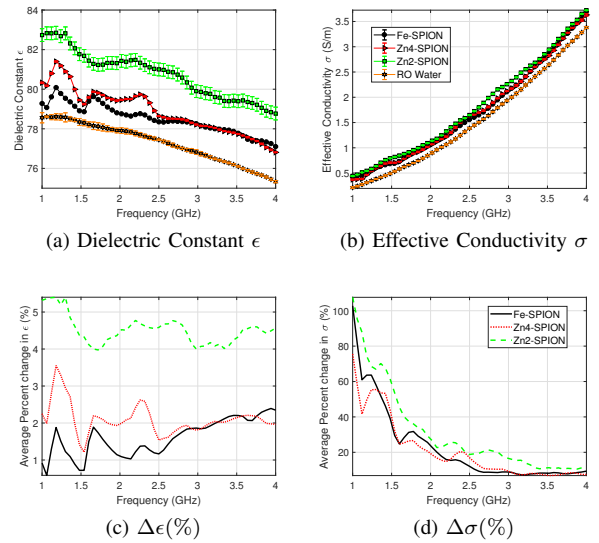 84
82
80
78
76
Dielectric Constant ϵ
1 1.5 2 2.5 3 3.5 4
Frequency (GHz)
(a) Dielectric Constant ϵ
3.5
3
2.5
2
1.5
1
0.5
Effective Conductivity σ (S/m)
Fe-SPION
Zn4-SPION
Zn2-SPION
RO Water
1 1.5 2 2.5 3 3.5 4
Frequency (GHz)
(b) Effective Conductivity σ
5
4
3
2
1
Average Percent change in ϵ (%)
1 1.5 2 2.5 3 3.5 4
Frequency (GHz)
(c) Δϵ(%)
100
80
60
40
20
Average Percent change in σ (%)
Fe-SPION
Zn4-SPION
Zn2-SPION
1 1.5 2 2.5 3 3.5 4
Frequency (GHz)
(d) Δσ(%)